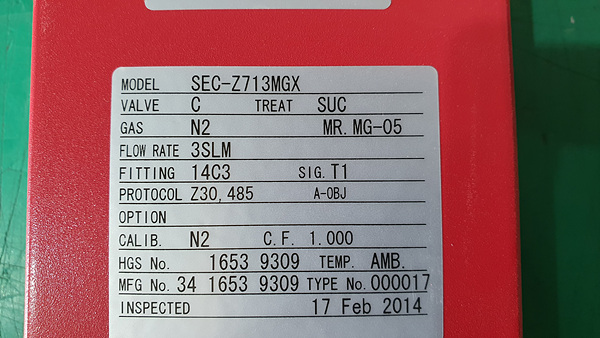 MODEL SEC-Z713MGX
VALVE C TREAT SUC
GAS N2 MR. MG-05
FLOW RATE 3SLM
FITTING 14C3 SIG. T1
PROTOCOL Z30, 485 A-OBJ
OPTION
CALIB. N2 C.F. 1.000
HGS No. 1653 9309 TEMP. AMB.
MFG No. 34 1653 9309 TYPE No. 000017
INSPECTED 17 Feb 2014